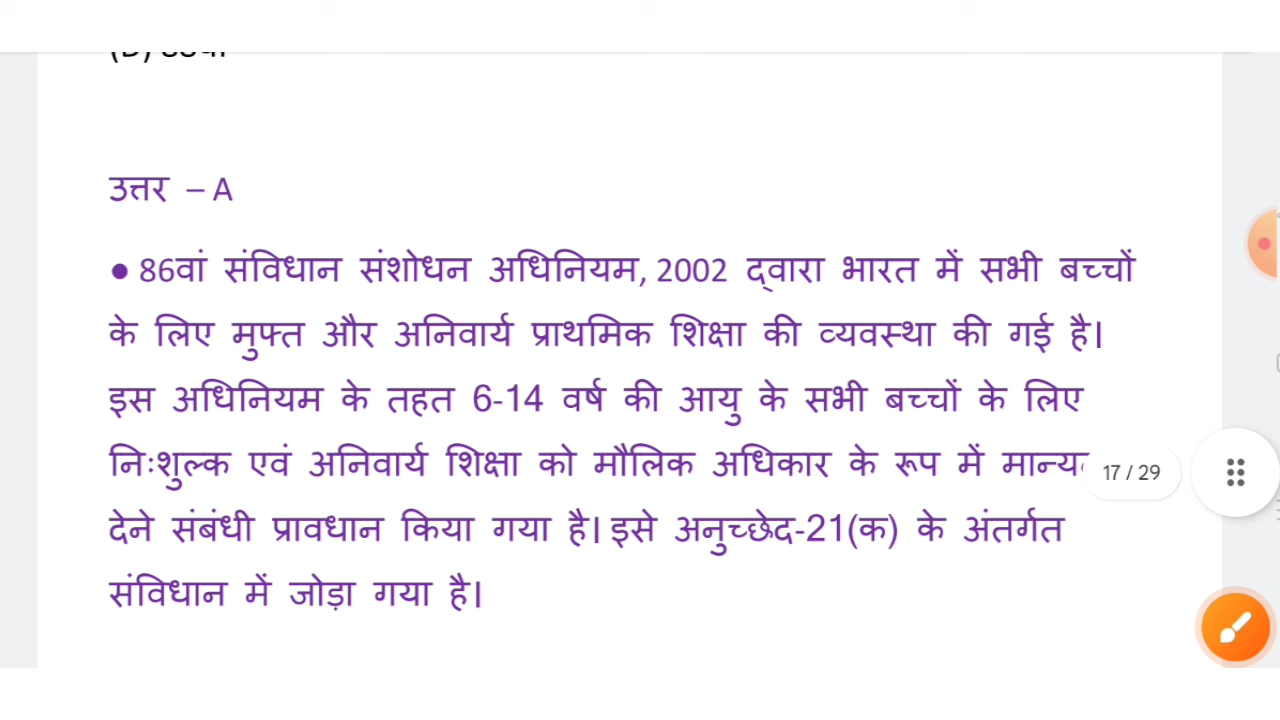 उत्तर – A
● 86वां संविधान संशोधन अधिनियम, 2002 द्वारा भारत में सभी बच्चों
के लिए मुफ्त और अनिवार्य प्राथमिक शिक्षा की व्यवस्था की गई है।
इस अधिनियम के तहत 6-14 वर्ष की आयु के सभी बच्चों के लिए
निःशुल्क एवं अनिवार्य शिक्षा को मौलिक अधिकार के रूप में
17 / 29
देने संबंधी प्रावधान किया गया है। इसे अनुच्छेद-21(क) के अंतर्गत
संविधान में जोड़ा गया है।